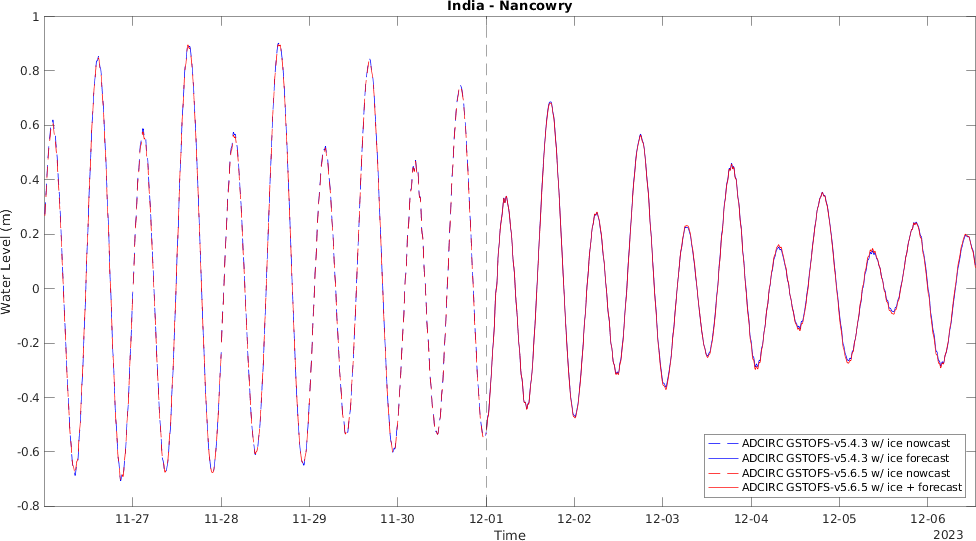 India - Nancowry
1
0.8
0.6
0.4
0.2
0
-0.2
-0.4
-0.6
-0.8
Water Level (m)
11-27 11-28 11-29 11-30 12-01 12-02 12-03 12-04 12-05 12-06
Time
2023
ADCIRC GSTOFS-v5.4.3 w/ ice nowcast
ADCIRC GSTOFS-v5.4.3 w/ ice forecast
ADCIRC GSTOFS-v5.6.5 w/ ice nowcast
ADCIRC GSTOFS-v5.6.5 w/ ice + forecast